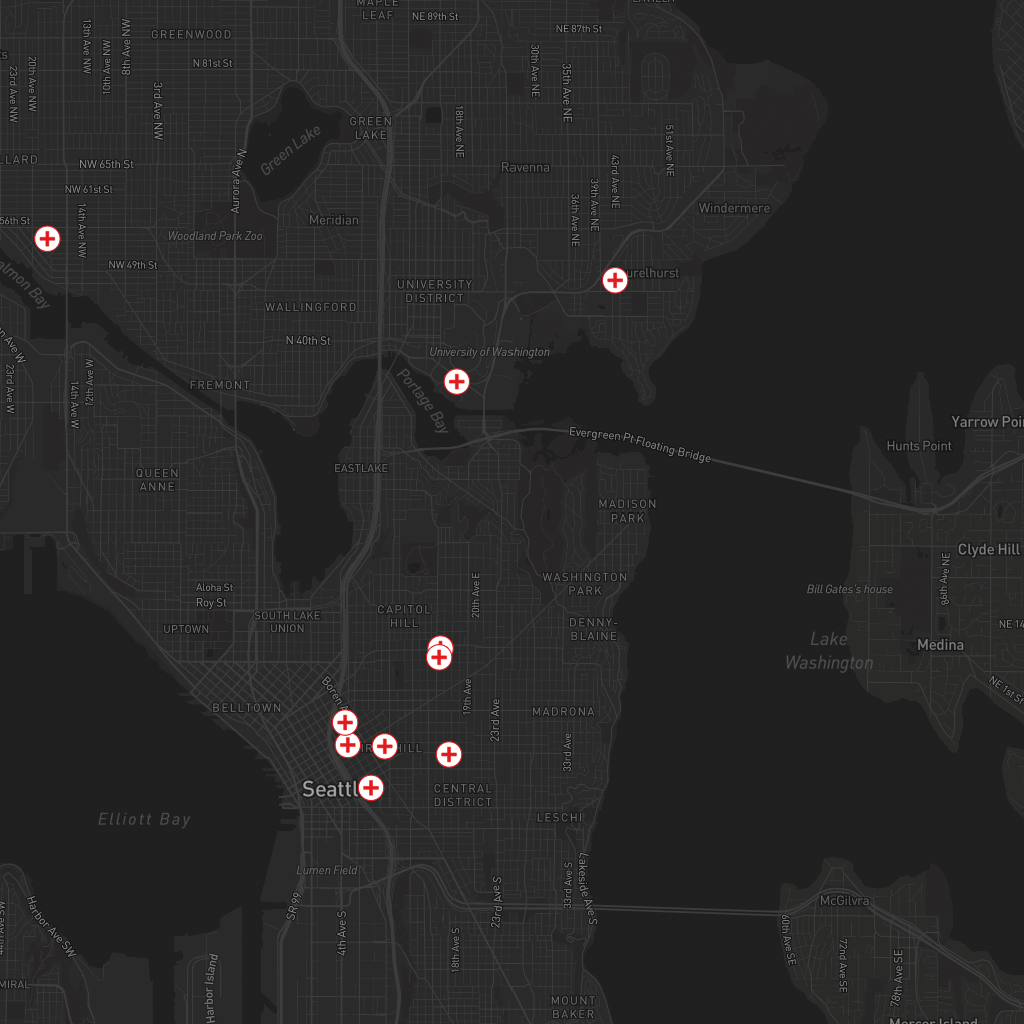 MAPLE
LEAF
NE 89th St
NE 87th St
GREENWOOD
13th Ave NW
10th Ave NW
8th Ave NW
N 81st St
20th Ave NW
23rd Ave NW
3rd Ave NW
30th Ave NE
35th Ave NE
GREEN
LAKE
Green Lake
18th Ave NE
51st Ave NE
LLARD
NW 65th St
Aurora Ave N
Ravenna
43rd Ave NE
39th Ave NE
36th Ave NE
NW 61st St
56th St
14th Ave NW
Meridian
Windermere
Woodland Park Zoo
NW 49th St
almon Bay
urelhurst
UNIVERSITY
DISTRICT
WALLINGFORD
N 40th St
University of Washington
23rd Ave W
14th Ave W
12th Ave W
FREMONT
Portage Bay
Evergreen Pt Floating Bridge
Yarrow Poin
Hunts Point
EASTLAKE
QUEEN
ANNE
MADISON
PARK
Clyde Hill
86th Ave NE
Bill Gates's house
Aloha St
Roy St
20th Ave E
WASHINGTON
PARK
CAPITOL
HILL
SOUTH LAKE
UNION
UPTOWN
DENNY-
BLAINE
NE 14
Lake
Washington
Medina
NE 1st St
Boren A
19th Ave
23rd Ave
BELLTOWN
MADRONA
33rd Ave
HILL
Seattl
CENTRAL
DISTRICT
Elliott Bay
LESCHI
Lumen Field
SR 99
4th Ave S
18th Ave S
23rd Ave S
33rd Ave S
Lakeside Ave S
McGilvra
60th Ave SE
72nd Ave SE
78th Ave SE
44th Ave SW
Harbor Ave SW
MIRAL
Harbor Island
MOUNT
BAKER
Mercer Island